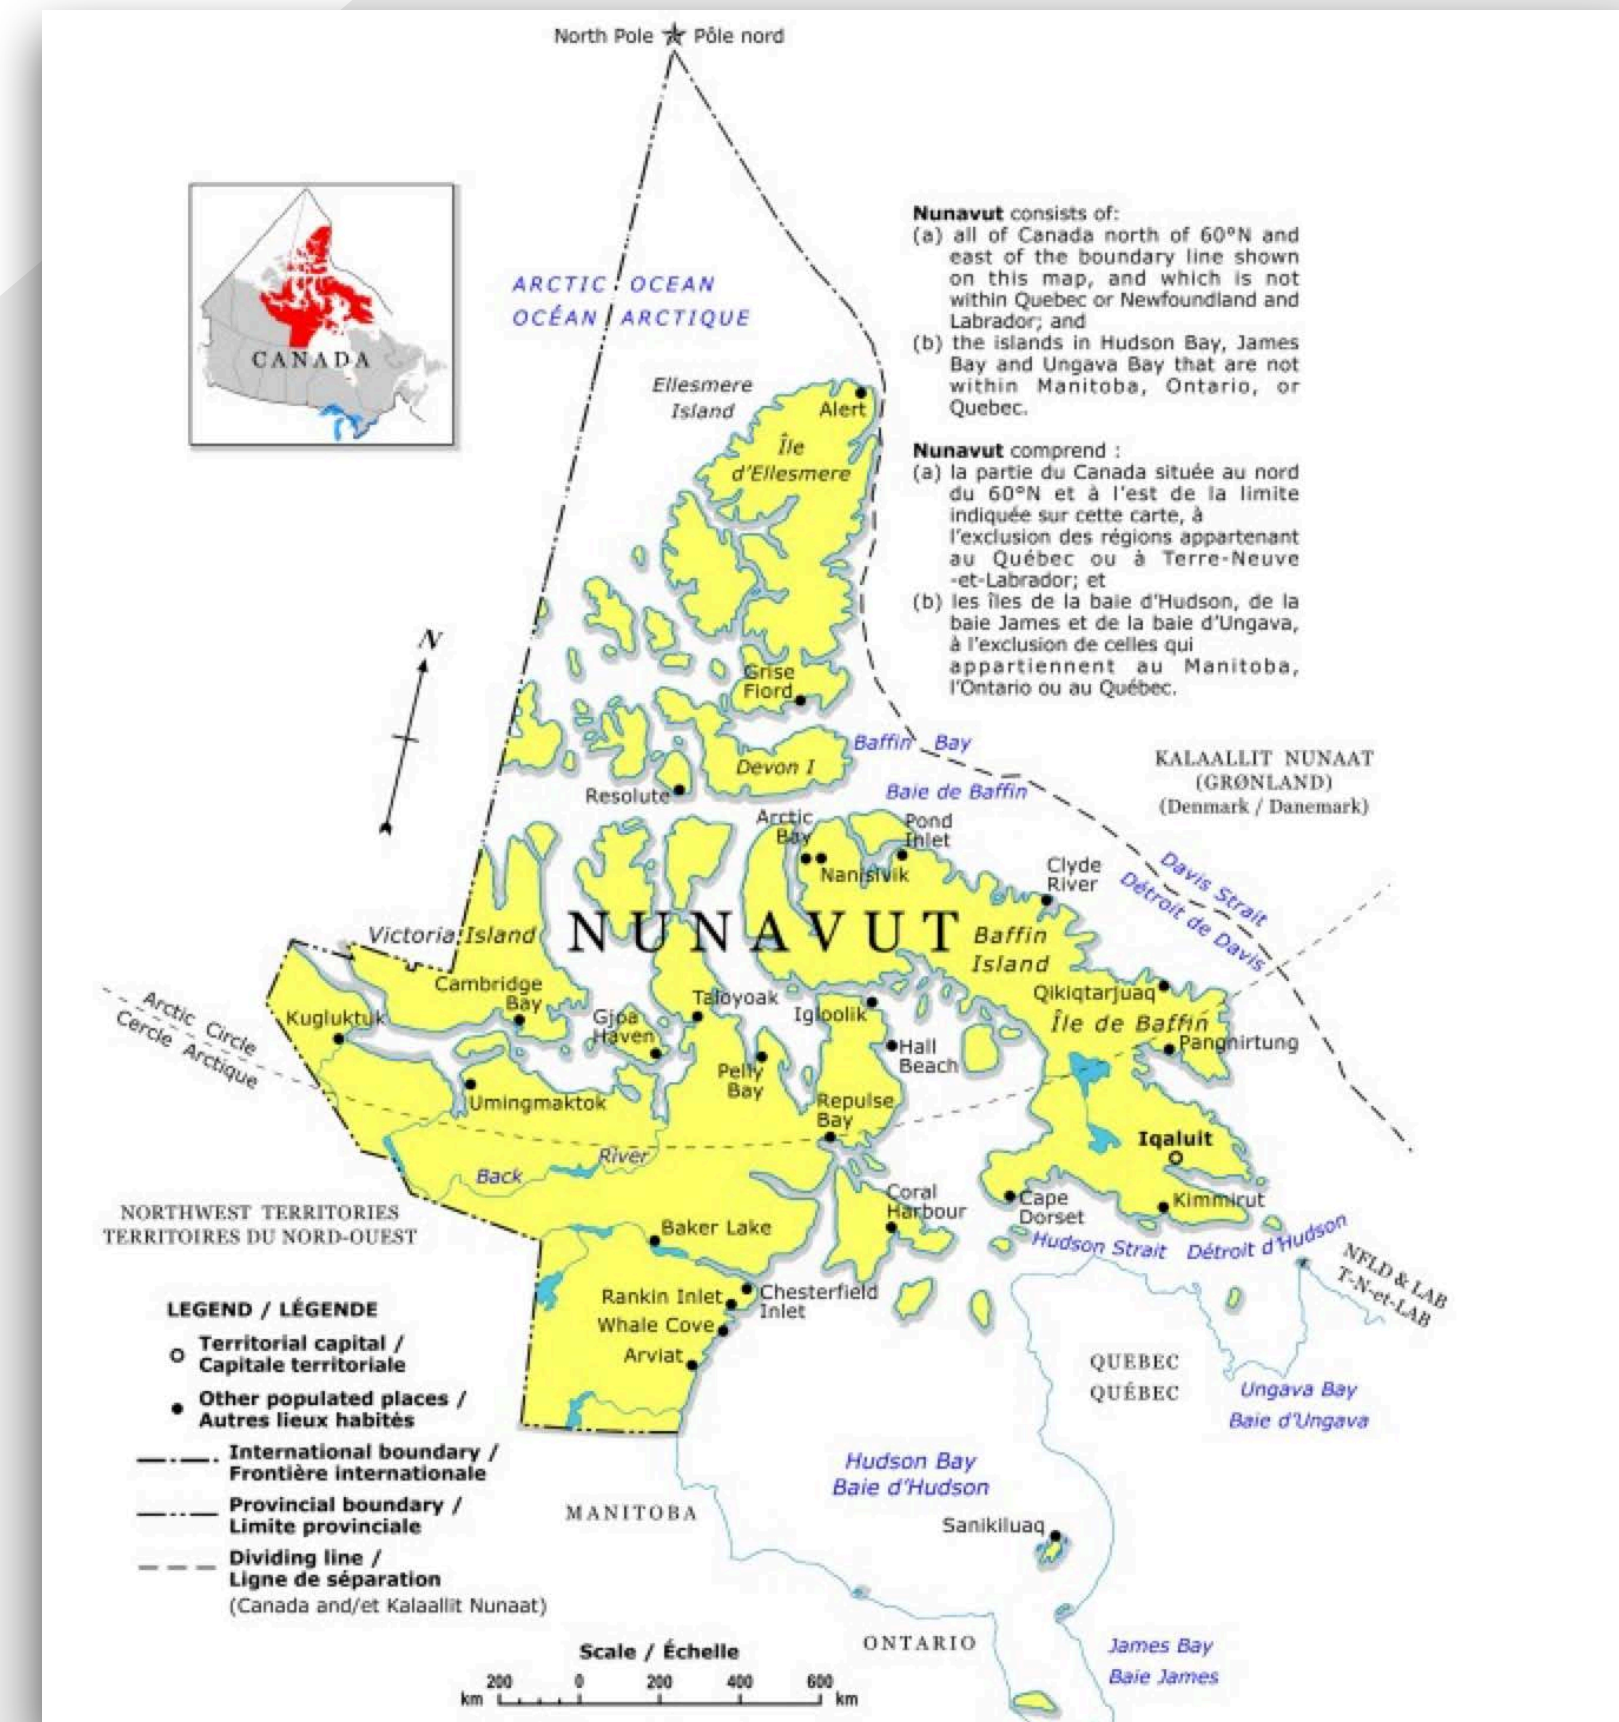 North Pole Pôle nord
CANADA
Nunavut consists of:
(a) all of Canada north of 60°N and
east of the boundary line shown
on this map, and which is not
within Quebec or Newfoundland and
Labrador; and
(b) the islands in Hudson Bay, James
Bay and Ungava Bay that are not
within Manitoba, Ontario, or
Quebec.
Nunavut comprend :
(a) la partie du Canada située au nord
du 60°N et à l'est de la limite
indiquée sur cette carte, à
l'exclusion des régions appartenant
au Québec ou à Terre-Neuve
-et-Labrador; et
(b) les îles de la baie d'Hudson, de la
baie James et de la baie d'Ungava,
à l'exclusion de celles qui
appartiennent au Manitoba,
l'Ontario ou au Québec.
ARCTIC OCEAN
OCÉAN ARCTIQUE
Ellesmere
Island
Alert
Île
d'Ellesmere
N
Grise
Fiord
Baffin Bay
Baie de Baffin
Devon I
Resolute
KALAALLIT NUNAAT
(GRØNLAND)
(Denmark / Danemark)
Arctic
Bay
Nanisivik
Pond
Inlet
Clyde
River
Davis Strait
Détroit de Davis
NUNAVUT
Victoria Island
Baffin
Island
Cambridge
Bay
Taloyoak
Igloolik
Qikiqtarjuaq
Arctic Circle
Cercle Arctique
Kugluktuk
Gjoa
Haven
Île de Baffin
Hall
Beach
Pangnirtung
Pelly
Bay
Umingmaktok
Repulse
Bay
Iqaluit
Back River
Coral
Harbour
Cape
Dorset
Kimmirut
NORTHWEST TERRITORIES
TERRITOIRES DU NORD-OUEST
Baker Lake
Hudson Strait Détroit d'Hudson
NFLD & LAB
T-N-et-LAB
Rankin Inlet
Chesterfield
Inlet
Whale Cove
Arviat
QUEBEC
QUÉBEC
Ungava Bay
Baie d'Ungava
LEGEND / LÉGENDE
Territorial capital /
Capitale territoriale
Other populated places /
Autres lieux habités
International boundary /
Frontière internationale
Provincial boundary /
Limite provinciale
Dividing line /
Ligne de séparation
(Canada and/et Kalaallit Nunaat)
Hudson Bay
Baie d'Hudson
MANITOBA
Sanikiluaq
ONTARIO
James Bay
Baie James
Scale / Échelle
200 0 200 400 600
km km